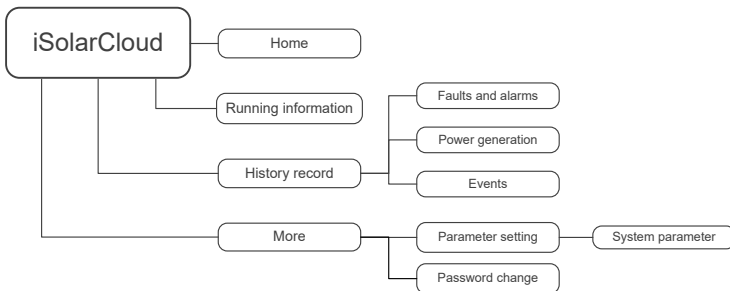 iSolarCloud
Home
Running information
Faults and alarms
Power generation
History record
Events
More
Parameter setting
System parameter
Password change